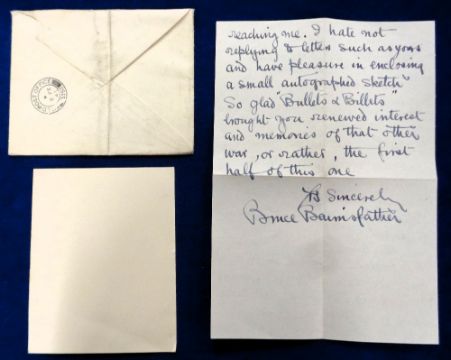 reaching me. I hate not
replying to letters such as yours
and have pleasure in enclosing
a small "autographed sketch"
So glad "Bullets & Billets"
brought you renewed interest
and memories of that other
war, or rather, the first
half of this one
Yrs Sincerely
Bruce Bairnsfather